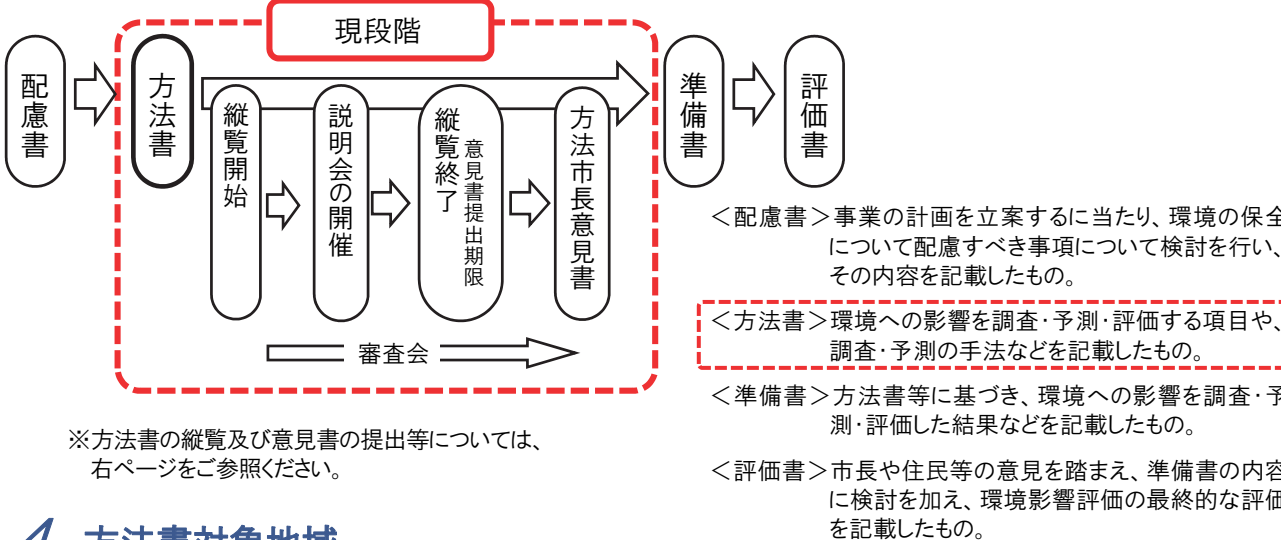 現段階
配慮書
方法書
縦覧開始
説明会の開催
縦覧終了
意見書提出期限
方法市長意見書
準備書
評価書
審査会
※方法書の縦覧及び意見書の提出等については、
右ページをご参照ください。
<配慮書>事業の計画を立案するに当たり、環境の保全
について配慮すべき事項について検討を行い、
その内容を記載したもの。
<方法書>環境への影響を調査・予測・評価する項目や、
調査・予測の手法などを記載したもの。
<準備書>方法書等に基づき、環境への影響を調査・予
測・評価した結果などを記載したもの。
<評価書>市長や住民等の意見を踏まえ、準備書の内容
に検討を加え、環境影響評価の最終的な評価
を記載したもの。
4 方法書対象地域